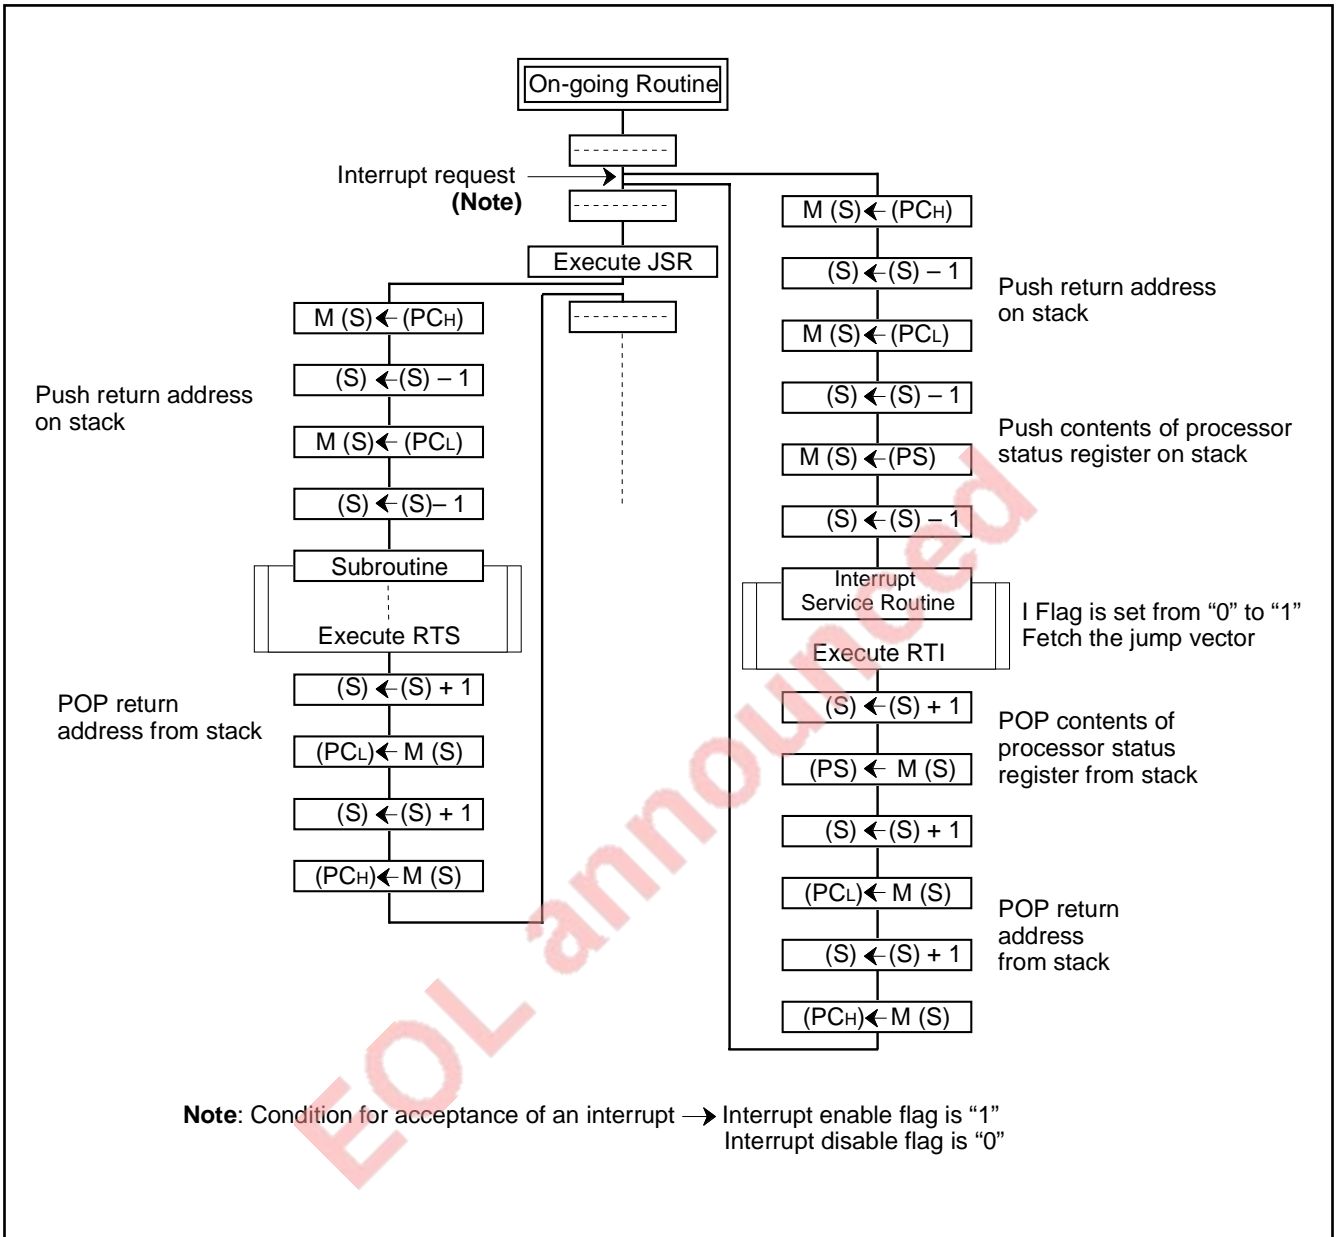 On-going Routine
Interrupt request
(Note)
Execute JSR
M (S) ← (PCH)
(S) ← (S) – 1
M (S) ← (PCL)
(S) ← (S)– 1
Push return address
on stack
Subroutine
Execute RTS
(S) ← (S) + 1
(PCL) ← M (S)
(S) ← (S) + 1
(PCH) ← M (S)
POP return
address from stack
M (S) ← (PCH)
(S) ← (S) – 1
M (S) ← (PCL)
(S) ← (S) – 1
M (S) ← (PS)
(S) ← (S) – 1
Push return address
on stack
Push contents of processor
status register on stack
Interrupt
Service Routine
Execute RTI
I Flag is set from “0” to “1”
Fetch the jump vector
(S) ← (S) + 1
(PS) ← M (S)
(S) ← (S) + 1
(PCL) ← M (S)
(S) ← (S) + 1
(PCH) ← M (S)
POP contents of
processor status
register from stack
POP return
address
from stack
Note: Condition for acceptance of an interrupt → Interrupt enable flag is “1”
Interrupt disable flag is “0”
EOL announced